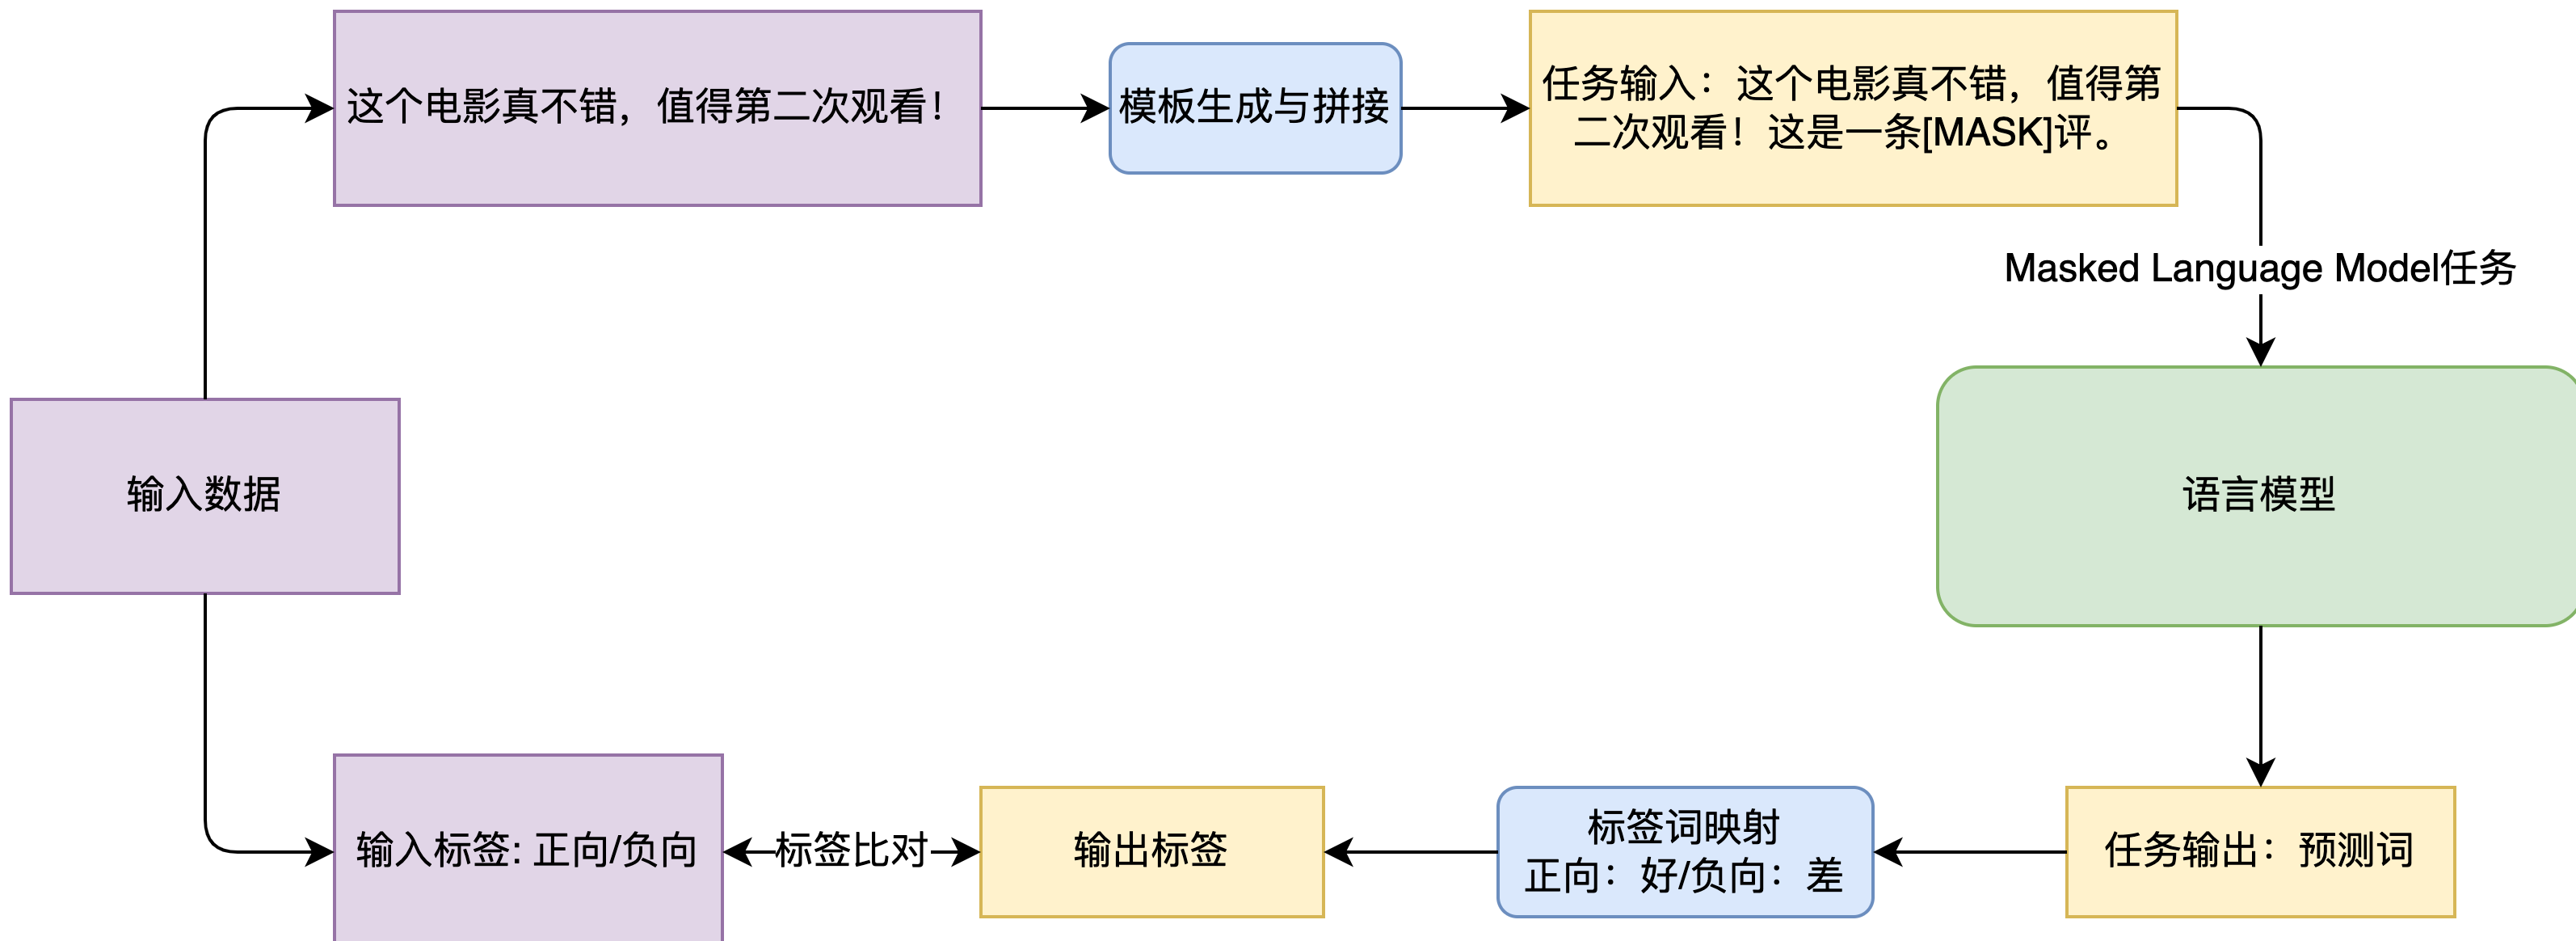 这个电影真不错，值得第二次观看！
模板生成与拼接
任务输入：这个电影真不错，值得第
二次观看！这是一条[MASK]评。
Masked Language Model任务
输入数据
语言模型
输入标签: 正向/负向
标签比对
输出标签
标签词映射
正向：好/负向：差
任务输出：预测词